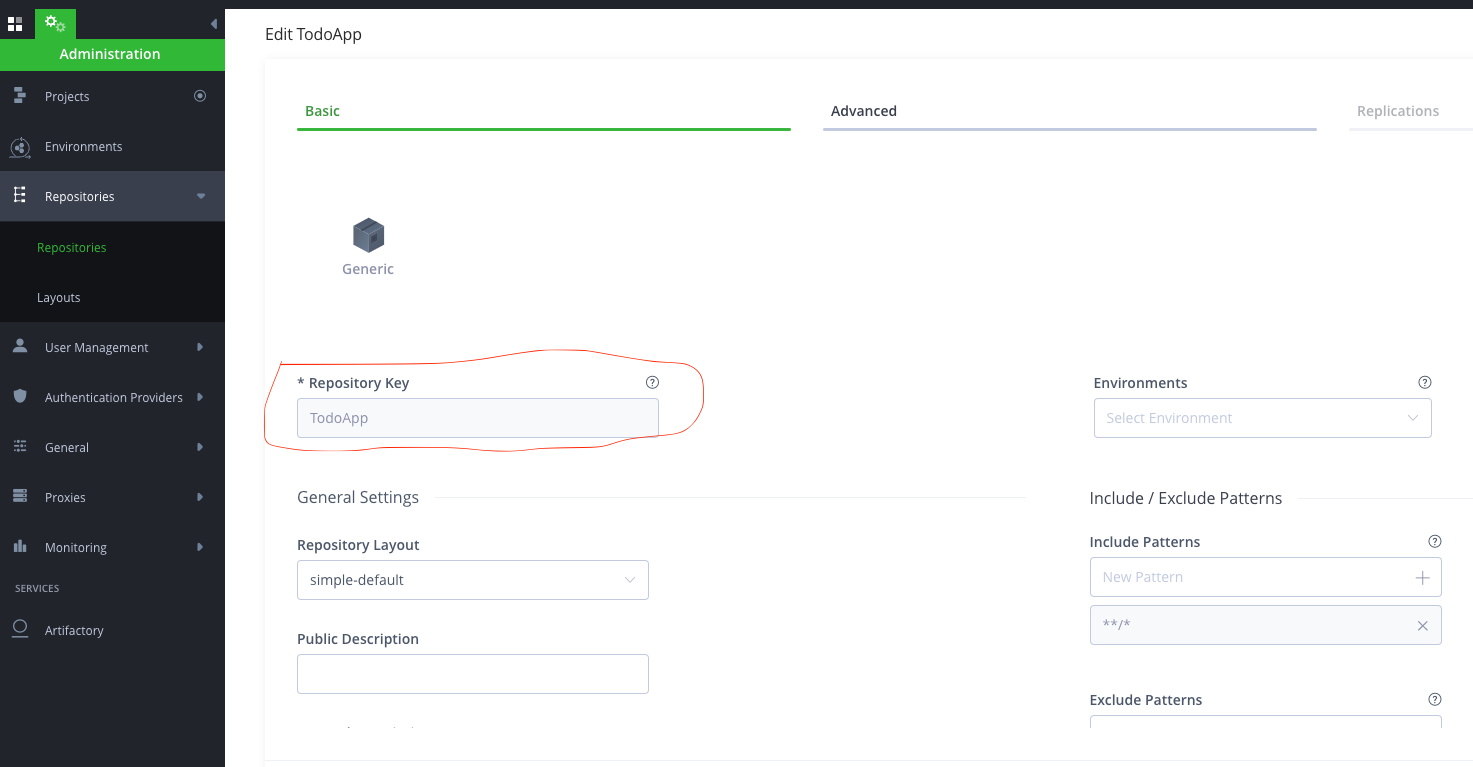 Edit TodoApp
Administration
Projects
Environments
Repositories
Repositories
Layouts
User Management
Authentication Providers
General
Proxies
Monitoring
SERVICES
Artifactory
Basic
Advanced
Replications
Generic
* Repository Key
TodoApp
Environments
Select Environment
General Settings
Repository Layout
simple-default
Public Description
Include / Exclude Patterns
Include Patterns
New Pattern
**/*
Exclude Patterns